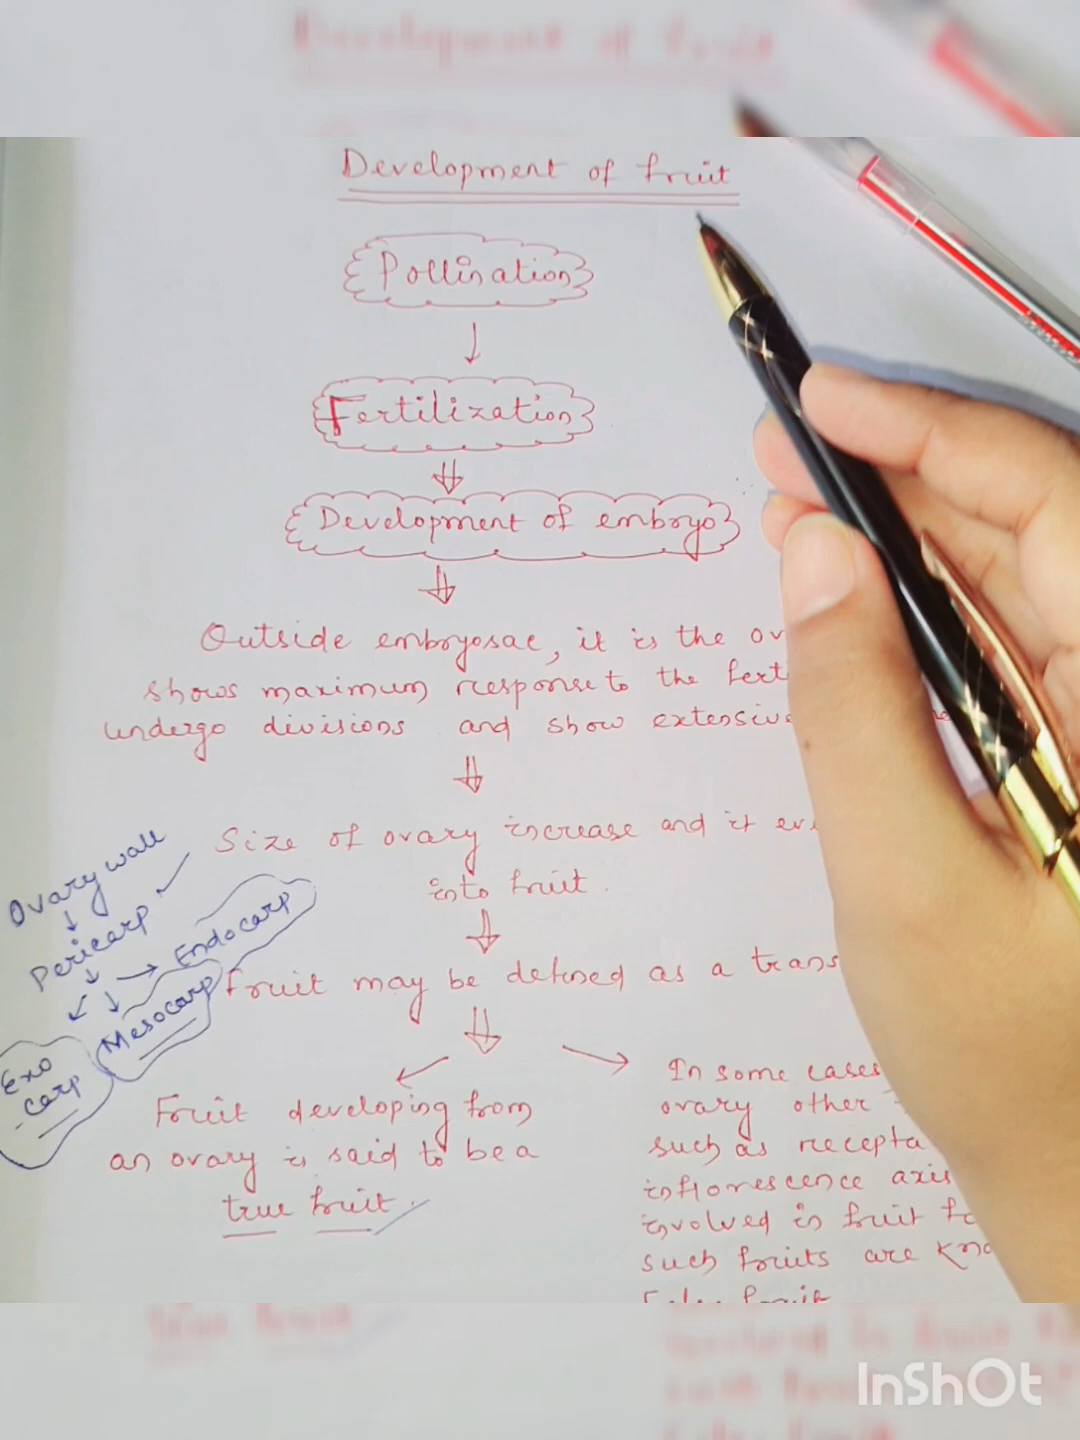 Development of fruit
Pollination
Fertilization
Development of embryo
Outside embryosac, it is the
shows maximum response to the
undergo divisions and show
Size of ovary increase and it
into fruit.
Fruit may be defined as a
Fruit developing from
an ovary is said to be a
true fruit.
In some cases
ovary other
such as
inflorescence
involved in fruit
such fruits are
Ovary wall
Pericarp
Endocarp
Mesocarp
Exo
carp
InShOt